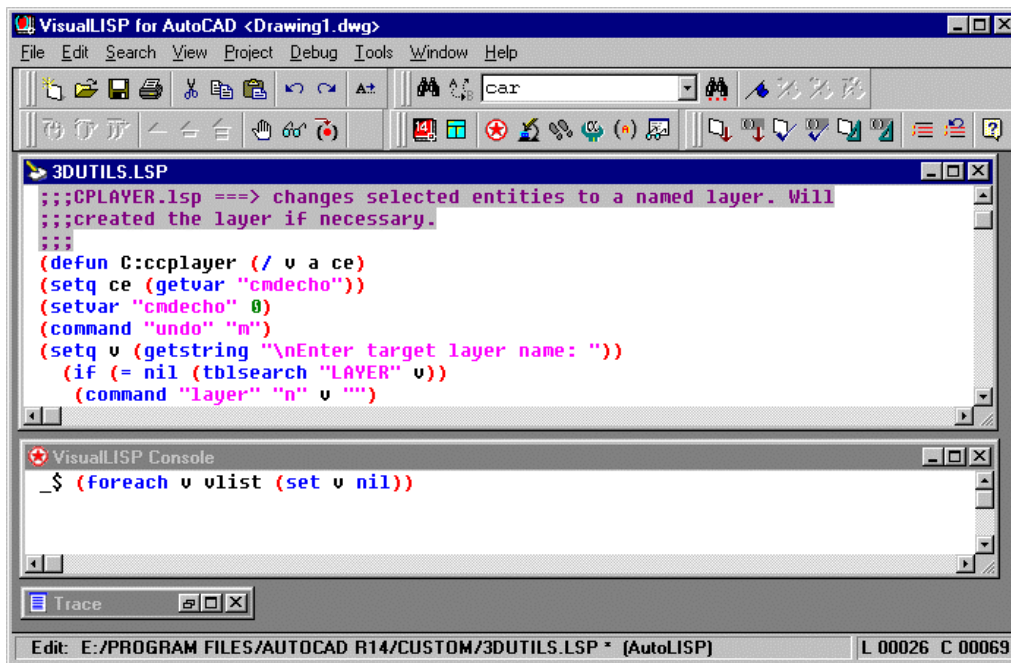 VisualLISP for AutoCAD <Drawing1.dwg>
File Edit Search View Project Debug Tools Window Help
car
3DUTILS.LSP
;;;CPLAYER.lsp ===> changes selected entities to a named layer. Will
;;;created the layer if necessary.
;;;
(defun C:ccplayer (/ v a ce)
(setq ce (getvar "cmdecho"))
(setvar "cmdecho" 0)
(command "undo" "m")
(setq v (getstring "\nEnter target layer name: "))
(if (= nil (tblsearch "LAYER" v))
(command "layer" "n" v "")
VisualLISP Console
_$ (foreach v vlist (set v nil))
Trace
Edit: E:/PROGRAM FILES/AUTOCAD R14/CUSTOM/3DUTILS.LSP * (AutoLISP) L 00026 C 00069